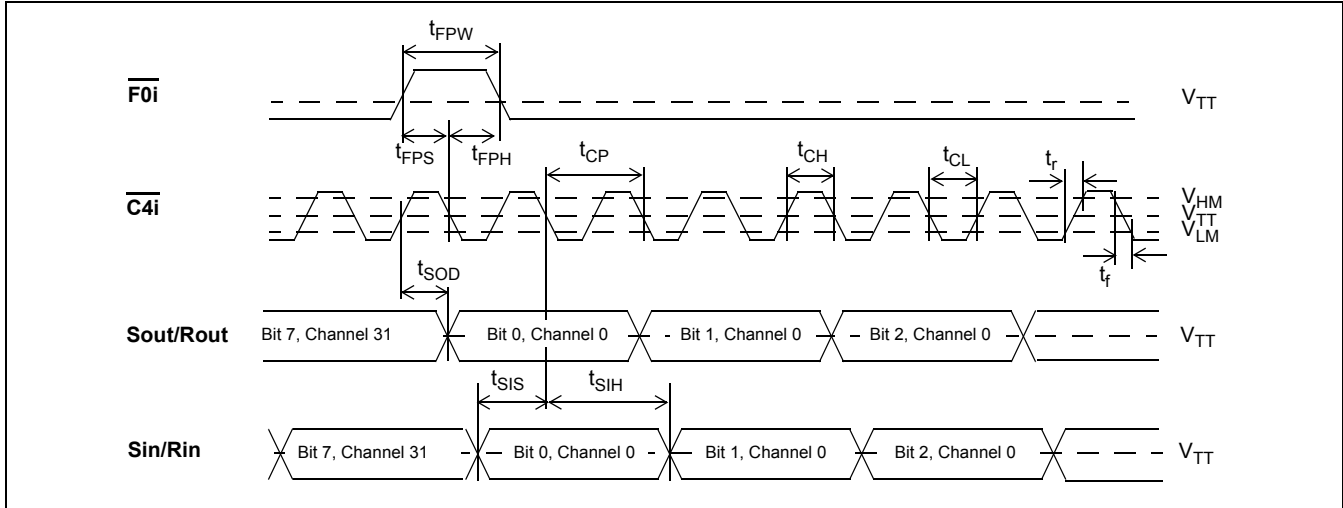 tFPW
F0i
VTT
tFPS
tFPH
tCP
tCH
tCL
tr
C4i
VHM
VTT
VLM
tf
tSOD
Sout/Rout
Bit 7, Channel 31
Bit 0, Channel 0
Bit 1, Channel 0
Bit 2, Channel 0
VTT
tSIS
tSIH
Sin/Rin
Bit 7, Channel 31
Bit 0, Channel 0
Bit 1, Channel 0
Bit 2, Channel 0
VTT